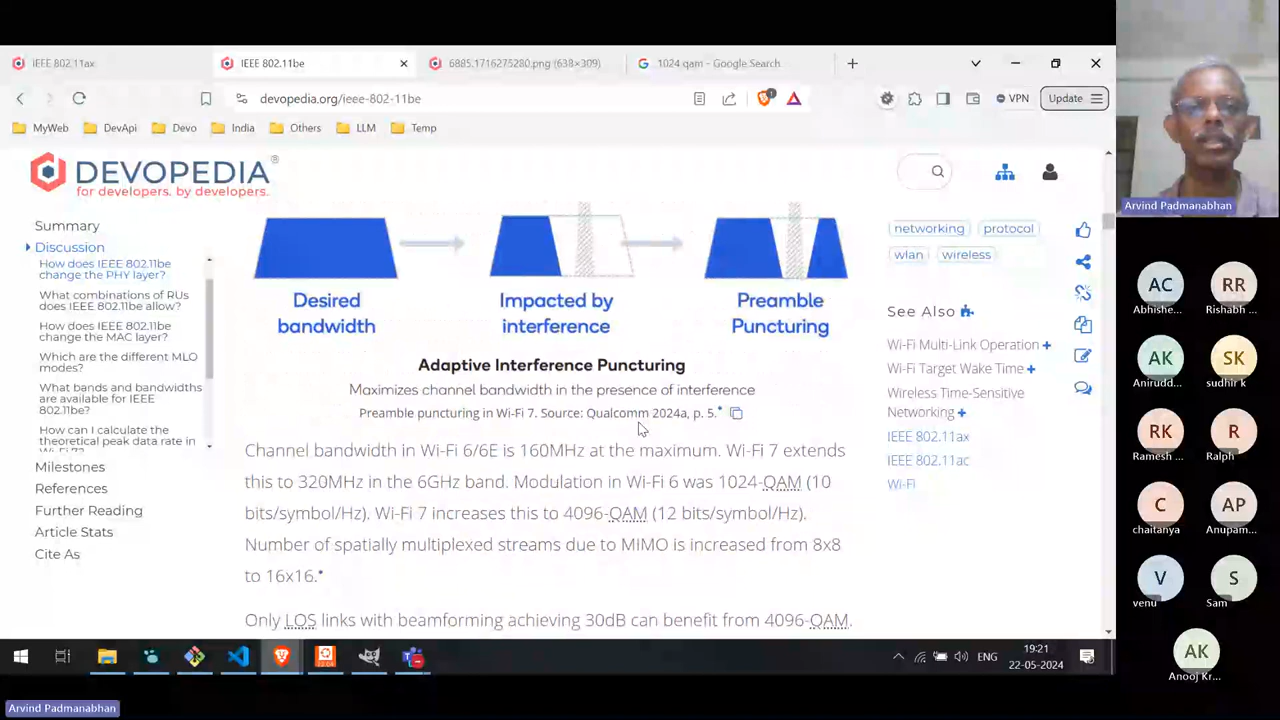 IEEE 802.11ax
IEEE 802.11be
6885.1716275280.png (638×309)
1024 qam - Google Search
devopedia.org/ieee-802-11be
1
VPN
Update
MyWeb
DevApi
Devo
India
Others
LLM
Temp
DEVOPEDIA®
for developers. by developers.
Summary
Discussion
How does IEEE 802.11be
change the PHY layer?
What combinations of RUs
does IEEE 802.11be allow?
How does IEEE 802.11be
change the MAC layer?
Which are the different MLO
modes?
What bands and bandwidths
are available for IEEE
802.11be?
How can I calculate the
theoretical peak data rate in
Milestones
References
Further Reading
Article Stats
Cite As
Desired
bandwidth
Impacted by
interference
Preamble
Puncturing
Adaptive Interference Puncturing
Maximizes channel bandwidth in the presence of interference
Preamble puncturing in Wi-Fi 7. Source: Qualcomm 2024a, p. 5.*
Channel bandwidth in Wi-Fi 6/6E is 160MHz at the maximum. Wi-Fi 7 extends
this to 320MHz in the 6GHz band. Modulation in Wi-Fi 6 was 1024-QAM (10
bits/symbol/Hz). Wi-Fi 7 increases this to 4096-QAM (12 bits/symbol/Hz).
Number of spatially multiplexed streams due to MiMO is increased from 8x8
to 16x16.*
Only LOS links with beamforming achieving 30dB can benefit from 4096-QAM.
networking
protocol
wlan
wireless
See Also
Wi-Fi Multi-Link Operation +
Wi-Fi Target Wake Time +
Wireless Time-Sensitive
Networking +
IEEE 802.11ax
IEEE 802.11ac
Wi-Fi
22.04
ENG
19:21
22-05-2024
Arvind Padmanabhan
AC
Abhishe...
RR
Rishabh ...
AK
Anirudd...
SK
sudhir k
RK
Ramesh ...
R
Ralph
C
chaitanya
AP
Anupam...
V
venu
S
Sam
AK
Anooj Kr...
Arvind Padmanabhan